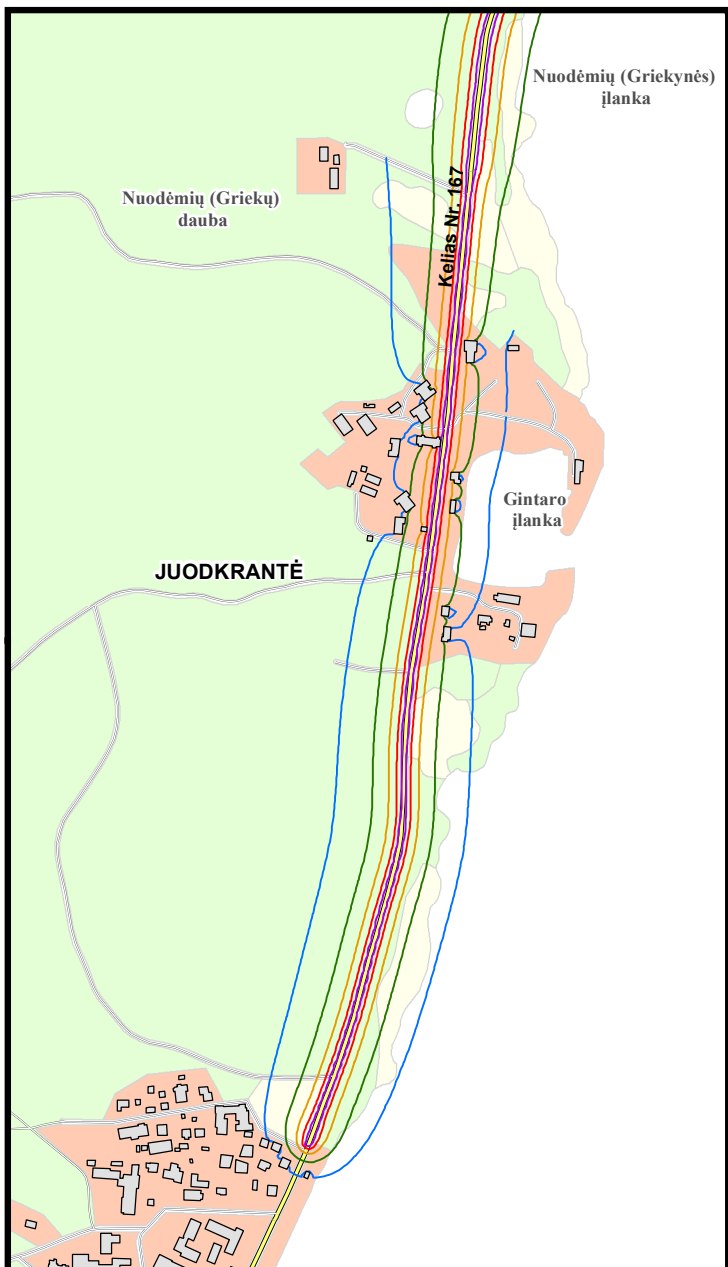 Nuodėmių (Griekynės)
įlanka
Kelias Nr. 167
Nuodėmių (Griekų)
dauba
Gintaro
įlanka
JUODKRANTĖ